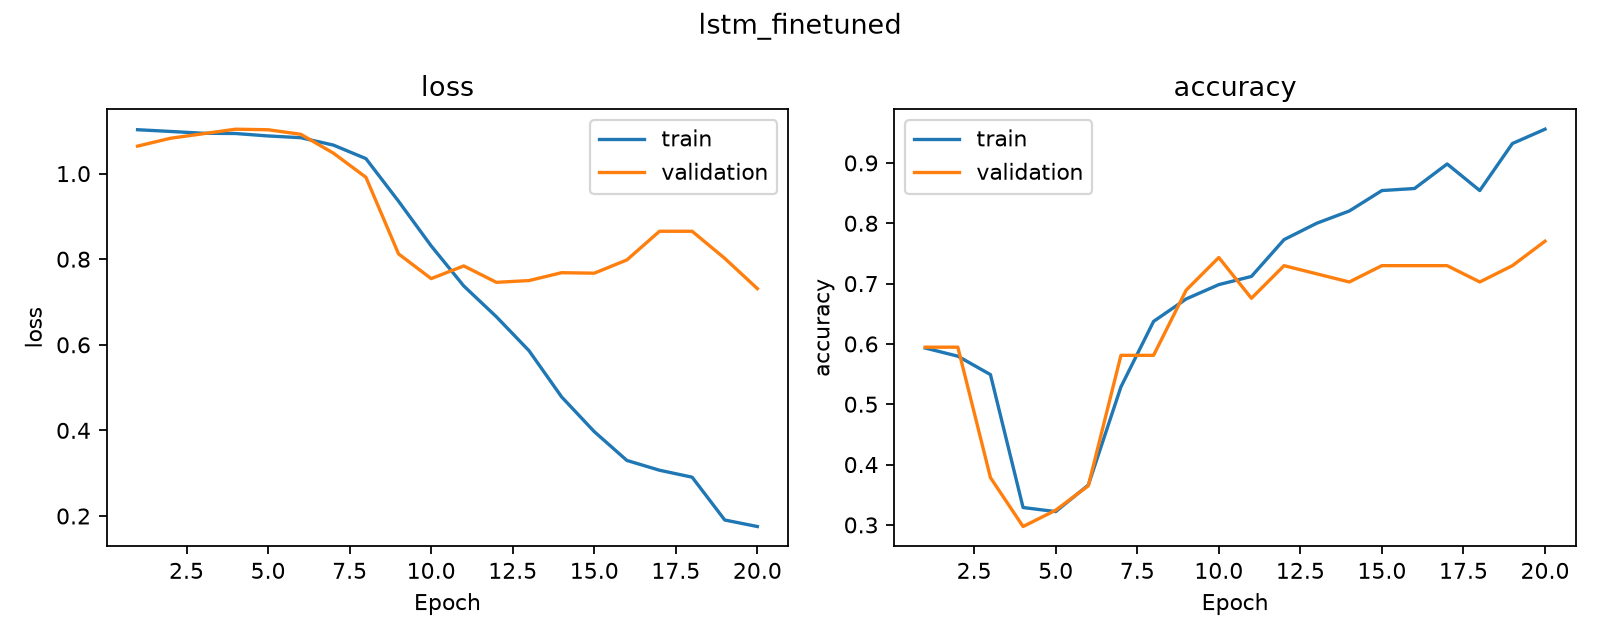 lstm_finetuned
loss
train
validation
1.0
0.8
0.6
0.4
0.2
loss
2.5 5.0 7.5 10.0 12.5 15.0 17.5 20.0
Epoch
accuracy
train
validation
0.9
0.8
0.7
0.6
0.5
0.4
0.3
accuracy
2.5 5.0 7.5 10.0 12.5 15.0 17.5 20.0
Epoch